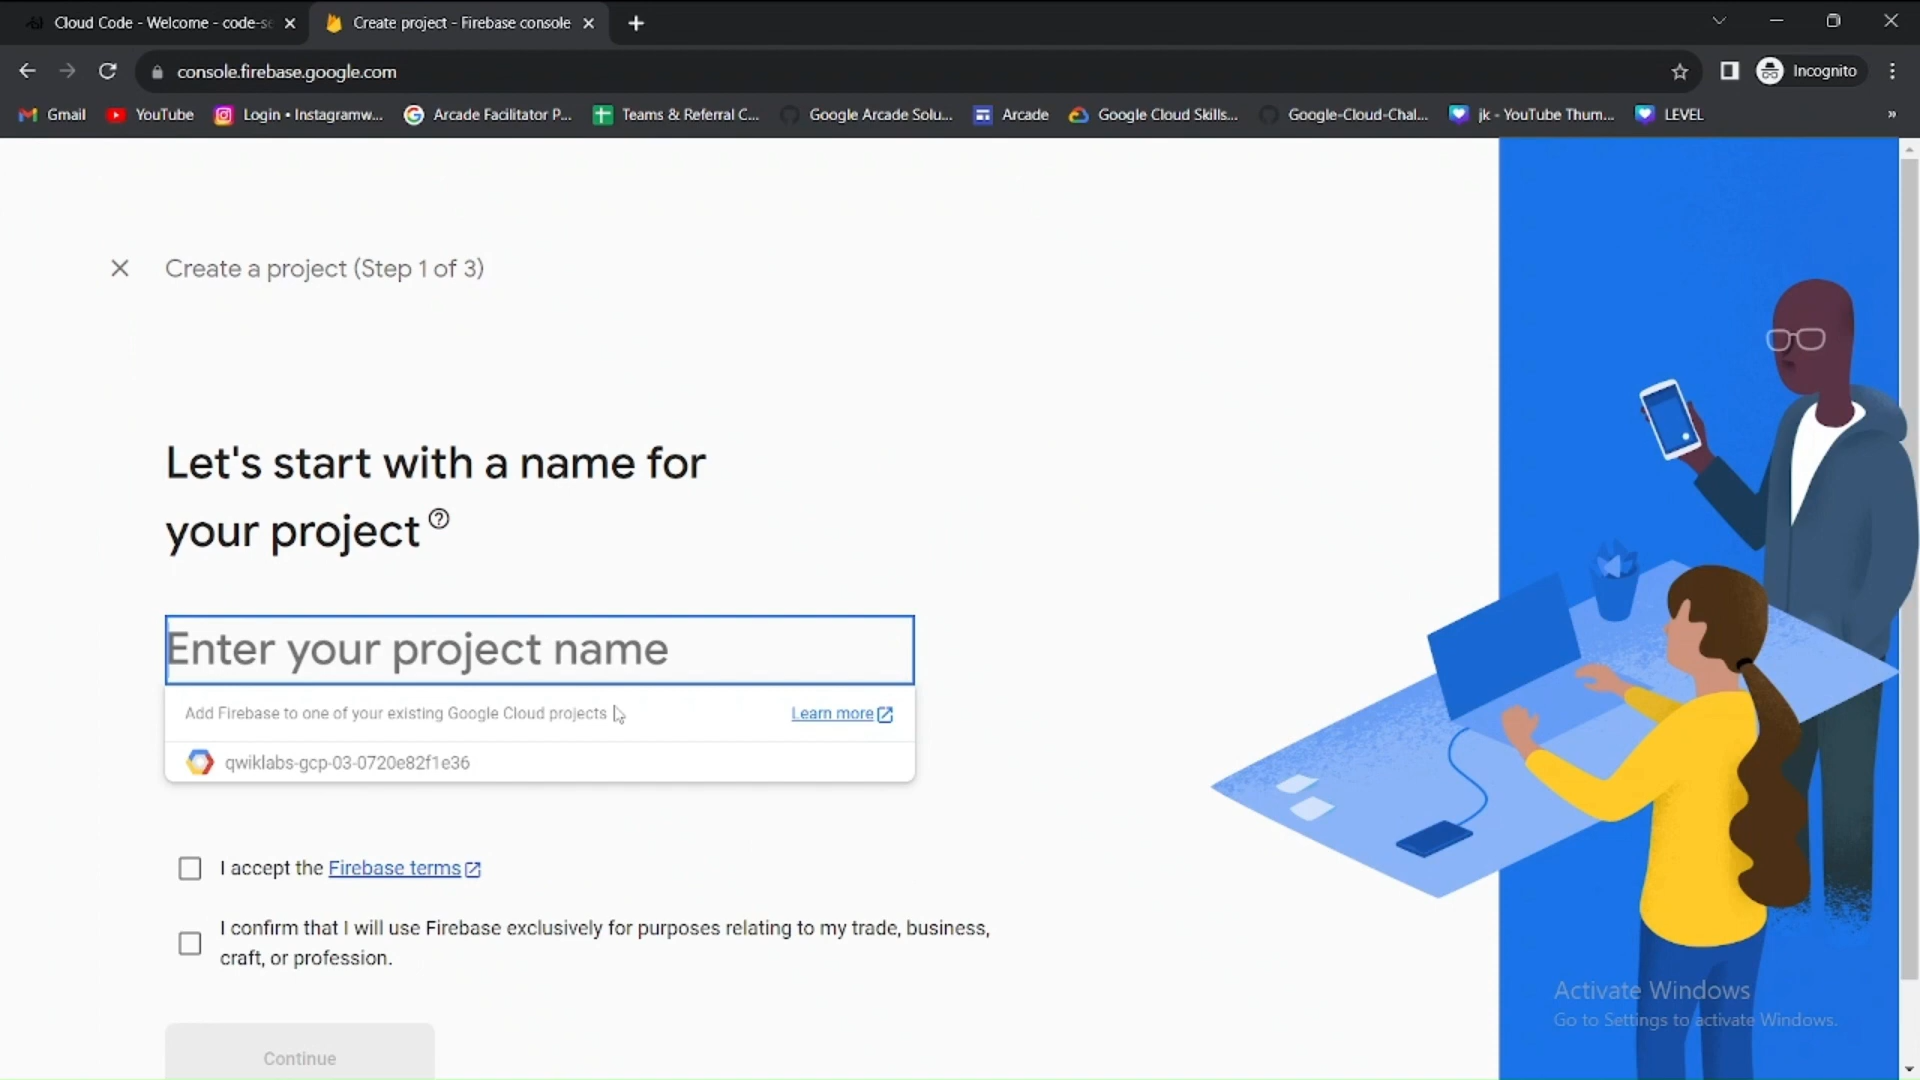 Cloud Code - Welcome - code-se
Create project - Firebase console
console.firebase.google.com
Incognito
Gmail
YouTube
Login • Instagramw...
Arcade Facilitator P...
Teams & Referral C...
Google Arcade Solu...
Arcade
Google Cloud Skills...
Google-Cloud-Chal...
jk - YouTube Thum...
LEVEL
»
Create a project (Step 1 of 3)
Let's start with a name for
your project
Enter your project name
Add Firebase to one of your existing Google Cloud projects
Learn more
qwiklabs-gcp-03-0720e82f1e36
I accept the Firebase terms
I confirm that I will use Firebase exclusively for purposes relating to my trade, business,
craft, or profession.
Continue
Activate Windows
Go to Settings to activate Windows.